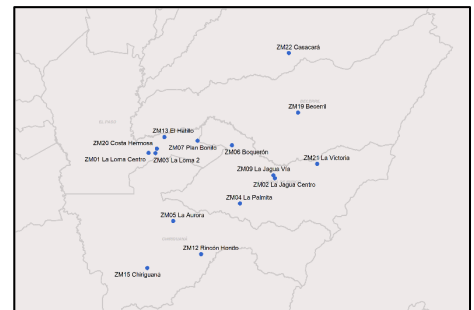 ZM22 Casacará
ZM19 Becerril
EL PASO
ZM13 El Hatillo
ZM20 Costa Hermosa
ZM07 Plan Bonito
ZM06 Boquerón
ZM01 La Loma Centro
ZM03 La Loma 2
ZM21 La Victoria
ZM09 La Jagua Vía
ZM02 La Jagua Centro
ZM04 La Palmita
ZM05 La Aurora
ZM12 Rincón Hondo
ZM15 Chiriguaná